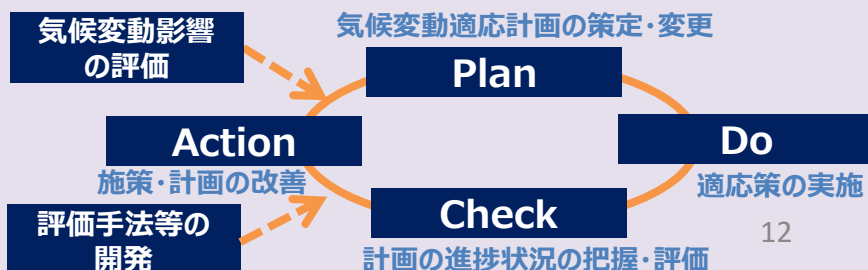 気候変動影響
の評価
気候変動適応計画の策定･変更
Plan
Action
施策･計画の改善
Do
適応策の実施
評価手法等の
開発
Check
計画の進捗状況の把握･評価
12